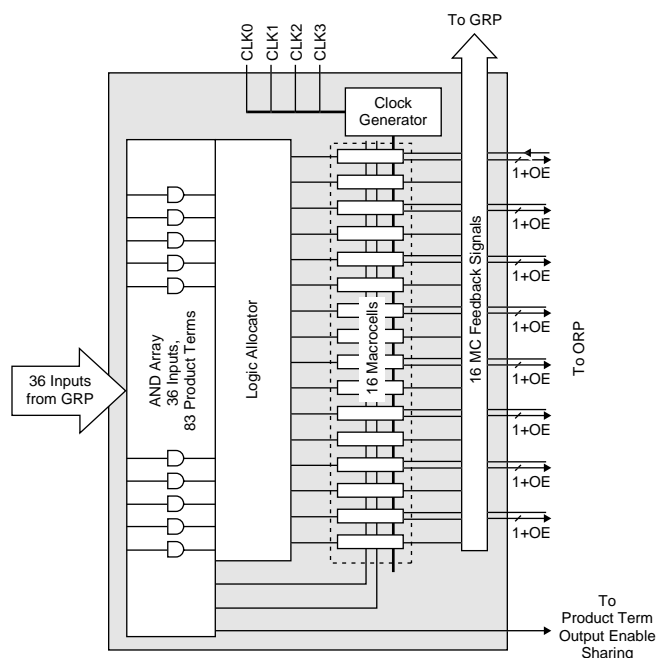 To GRP
CLK0
CLK1
CLK2
CLK3
Clock
Generator
1+OE
1+OE
1+OE
1+OE
1+OE
1+OE
1+OE
1+OE
36 Inputs
from GRP
AND Array
36 Inputs,
83 Product Terms
Logic Allocator
16 Macrocells
16 MC Feedback Signals
To ORP
To
Product Term
Output Enable
Sharing